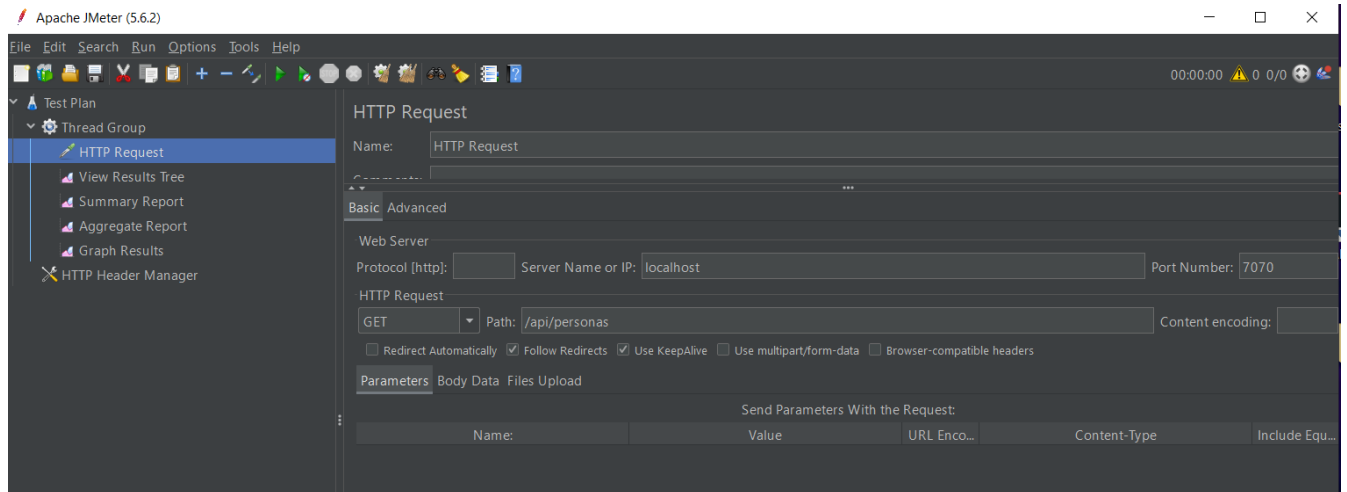 Apache JMeter (5.6.2)
File Edit Search Run Options Tools Help
00:00:00 0 0/0
Test Plan
Thread Group
HTTP Request
View Results Tree
Summary Report
Aggregate Report
Graph Results
HTTP Header Manager
HTTP Request
Name: HTTP Request
Basic Advanced
Web Server
Protocol [http]: Server Name or IP: localhost Port Number: 7070
HTTP Request
GET Path: /api/personas Content encoding:
Redirect Automatically Follow Redirects Use KeepAlive Use multipart/form-data Browser-compatible headers
Parameters Body Data Files Upload
Send Parameters With the Request:
Name: Value URL Enco... Content-Type Include Equ...